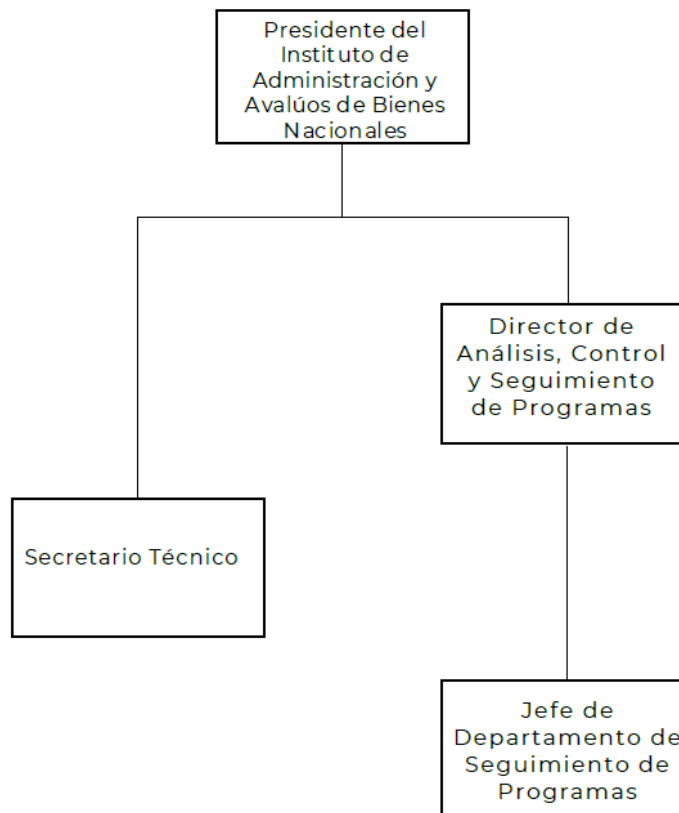 Presidente del
Instituto de
Administración y
Avalúos de Bienes
Nacionales
Director de
Análisis, Control
y Seguimiento
de Programas
Secretario Técnico
Jefe de
Departamento de
Seguimiento de
Programas